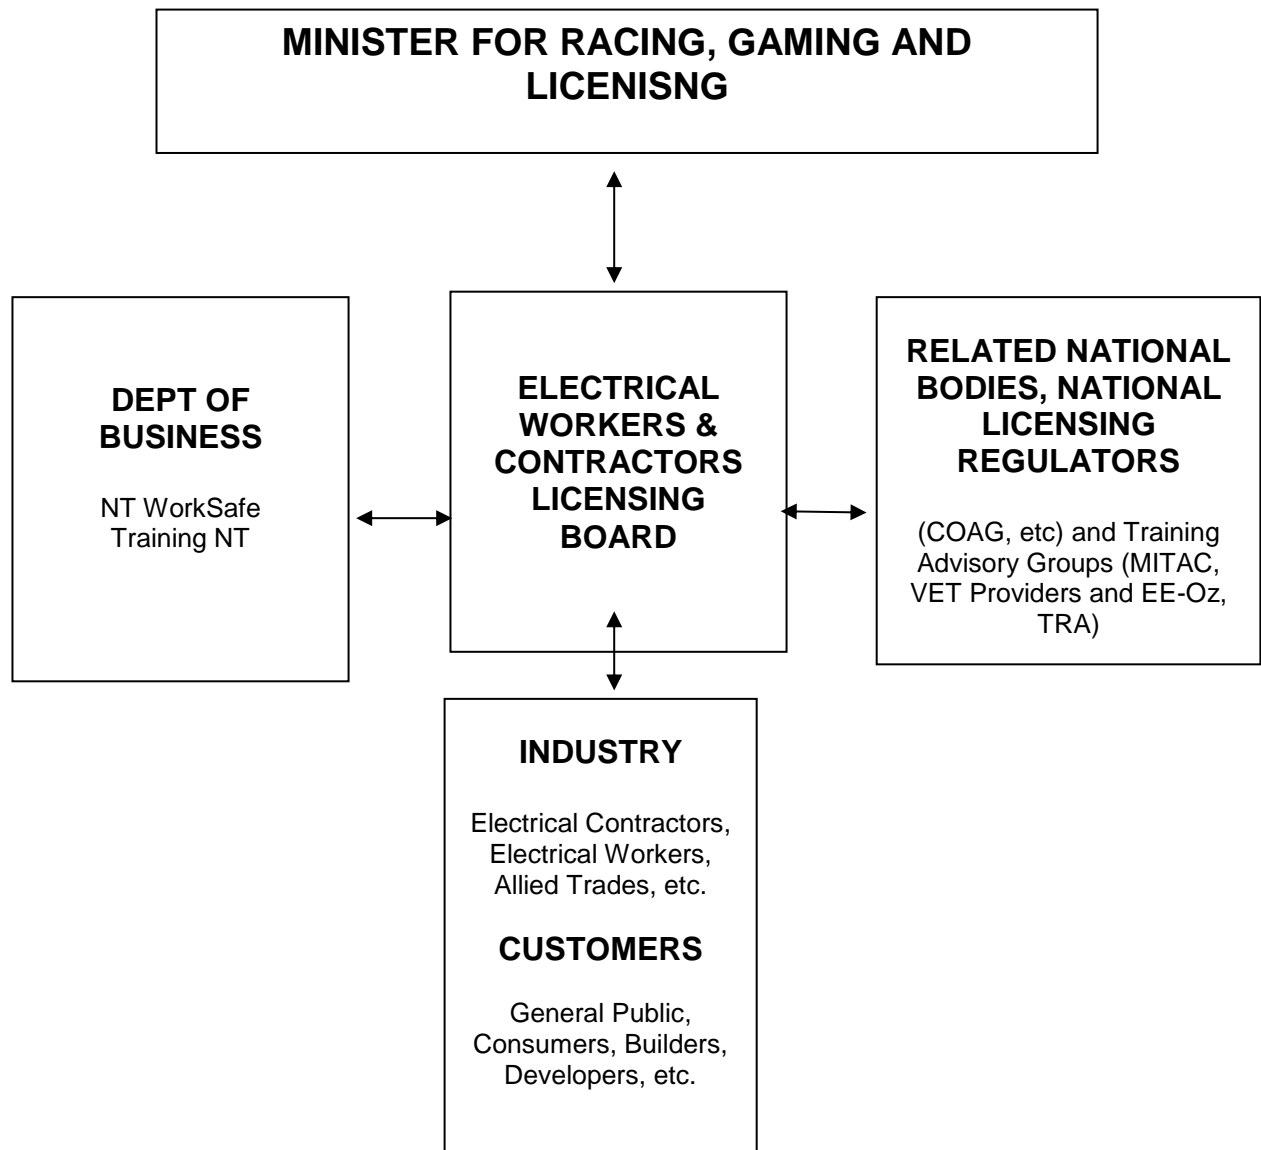 MINISTER FOR RACING, GAMING AND
LICENISNG
DEPT OF
BUSINESS
NT WorkSafe
Training NT
ELECTRICAL
WORKERS &
CONTRACTORS
LICENSING
BOARD
RELATED NATIONAL
BODIES, NATIONAL
LICENSING
REGULATORS
(COAG, etc) and Training
Advisory Groups (MITAC,
VET Providers and EE-Oz,
TRA)
INDUSTRY
Electrical Contractors,
Electrical Workers,
Allied Trades, etc.
CUSTOMERS
General Public,
Consumers, Builders,
Developers, etc.